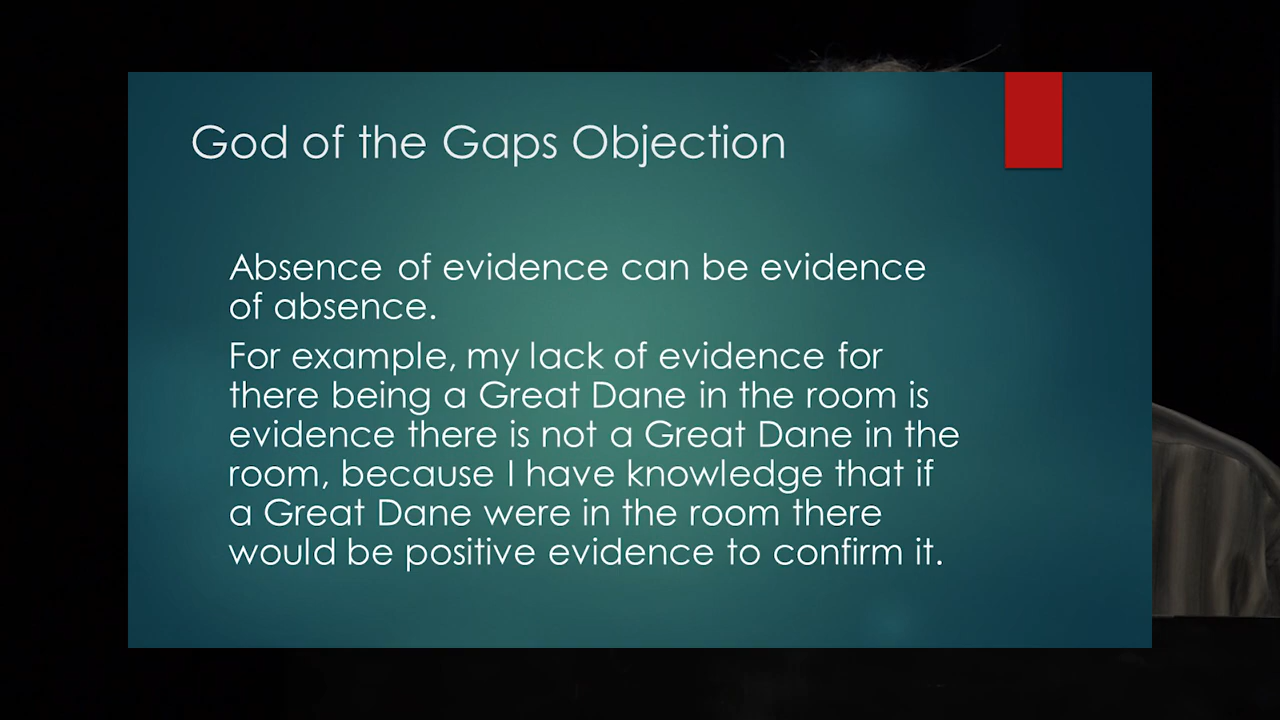 God of the Gaps Objection
Absence of evidence can be evidence
of absence.
For example, my lack of evidence for
there being a Great Dane in the room is
evidence there is not a Great Dane in the
room, because I have knowledge that if
a Great Dane were in the room there
would be positive evidence to confirm it.